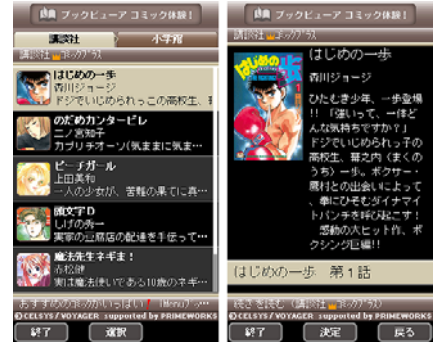 ブックビューア コミック体験!
講談社 小学館
講談社 コミックプラス
はじめの一歩
森川ジョージ
ドジでいじめられっこの高校生、
のだめカンタービレ
二ノ宮知子
カプリチオーソ(気ままに気ま…
ピーチガール
上田美和
一人の少女が、苦難の果てに真…
頭文字D
しげの秀一
実家の豆腐店の配達を手伝って…
魔法先生ネギま!
赤松健
実は魔法使いである10歳のネギ…
おすすめのコミックがいっぱい! [Menu]
©CELSYS/VOYAGER supported by PRIMEWORKS
終了 選択
ブックビューア コミック体験!
講談社 コミックプラス
はじめの一歩
森川ジョージ
ひたむき少年、一歩登場
!! 「強いって、一体ど
んな気持ちですか?」
ドジでいじめられっ子の
高校生、幕之内(まくの
うち)一歩。ボクサー・
鷹村との出会いによって
、拳にひそむダイナマイ
トパンチを呼び起こす!
感動の大ヒット作、ボ
クシング巨編!!
はじめの一歩 第1話
続きを読む(講談社 コミックプラス)
©CELSYS/VOYAGER supported by PRIMEWORKS
終了 決定 戻る